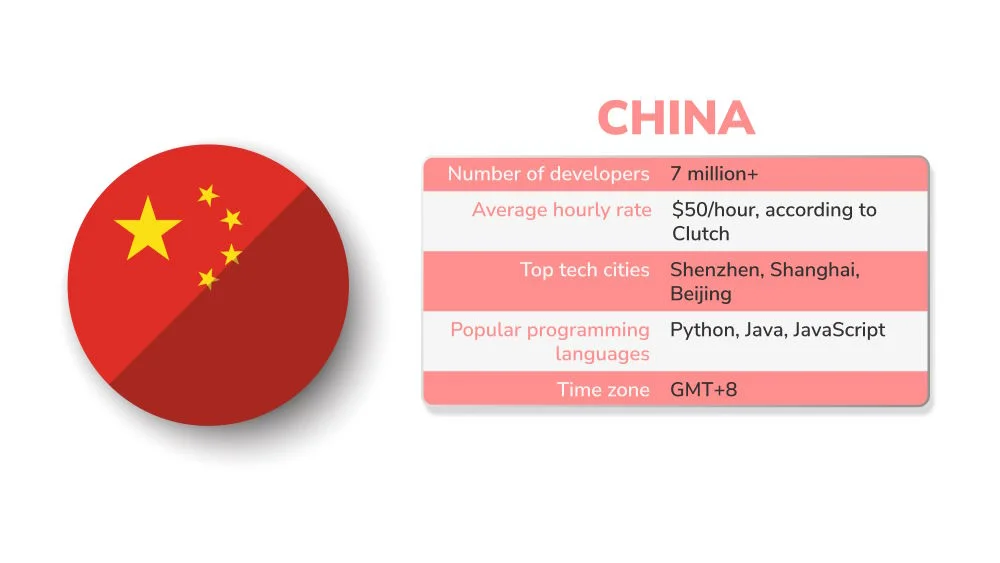 CHINA
Number of developers 7 million+
Average hourly rate $50/hour, according to
Clutch
Top tech cities Shenzhen, Shanghai,
Beijing
Popular programming Python, Java, JavaScript
languages
Time zone GMT+8